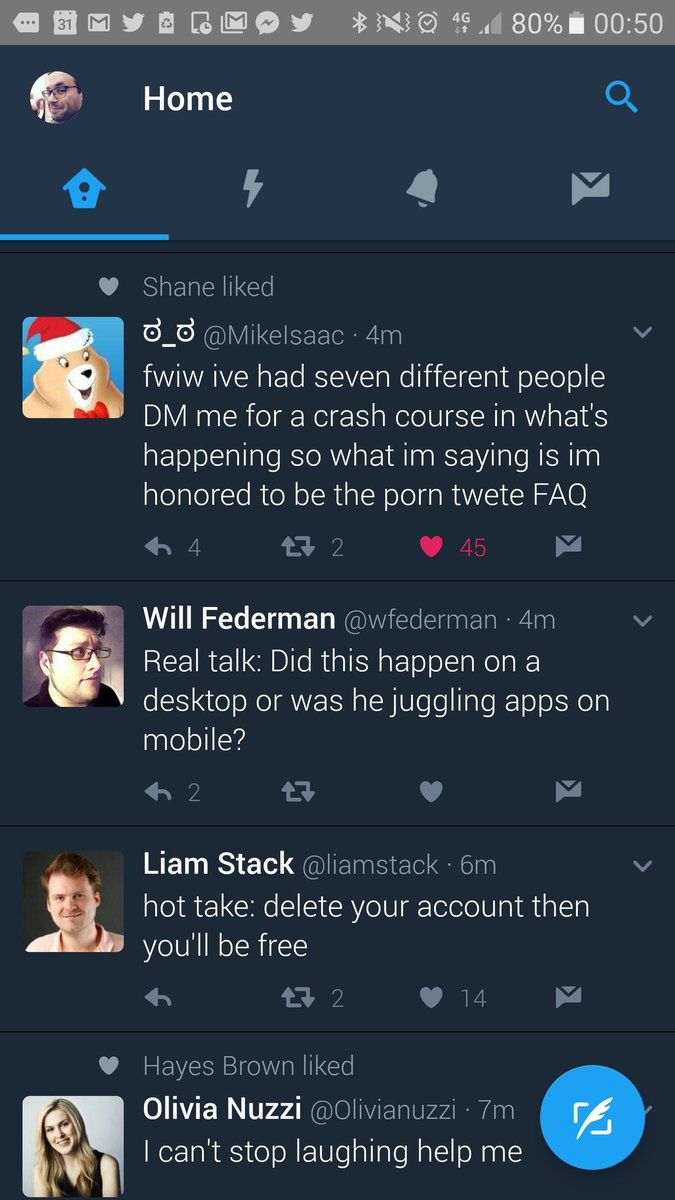 31
4G
80%
00:50
Home
Shane liked
ಠ_ಠ @MikeIsaac · 4m
fwiw ive had seven different people
DM me for a crash course in what's
happening so what im saying is im
honored to be the porn twete FAQ
4 2 45
Will Federman @wfederman · 4m
Real talk: Did this happen on a
desktop or was he juggling apps on
mobile?
2
Liam Stack @liamstack · 6m
hot take: delete your account then
you'll be free
2 14
Hayes Brown liked
Olivia Nuzzi @Olivianuzzi · 7m
I can't stop laughing help me